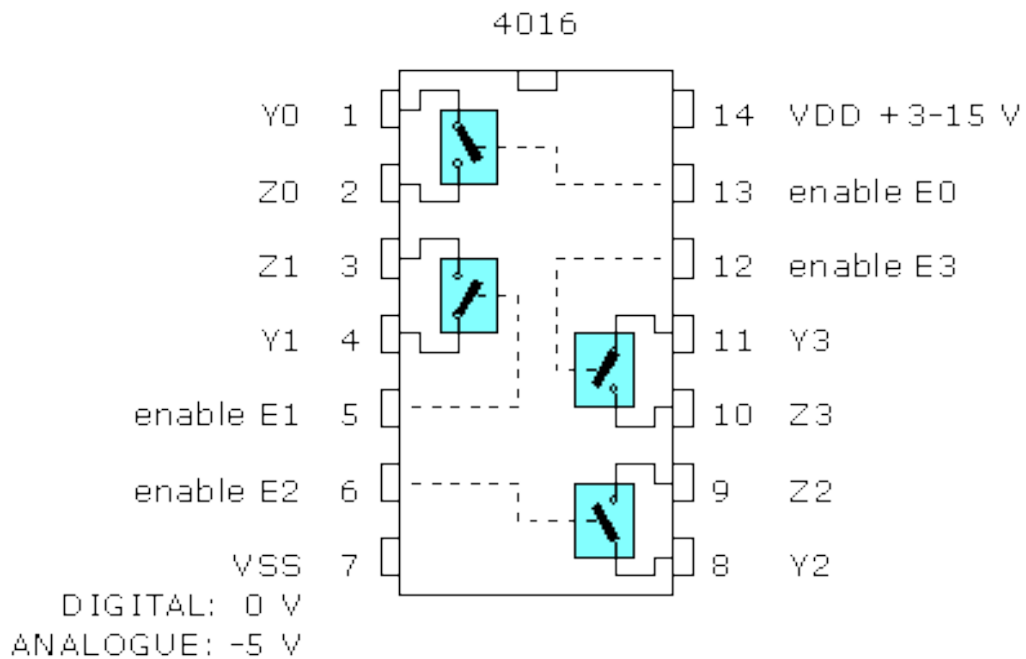 4016
Y0 1 14 VDD +3-15 V
Z0 2 13 enable E0
Z1 3 12 enable E3
Y1 4 11 Y3
enable E1 5 10 Z3
enable E2 6 9 Z2
VSS 7 8 Y2
DIGITAL: 0 V
ANALOGUE: -5 V